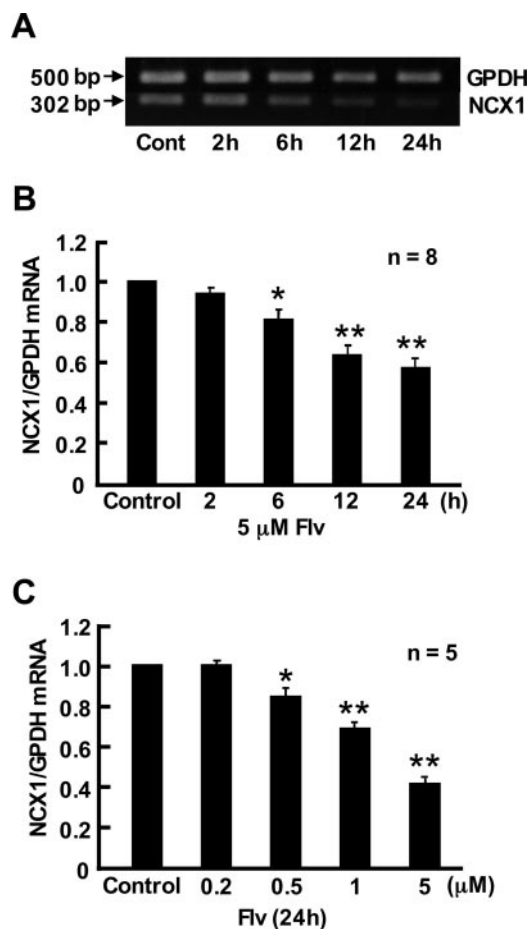 A
500 bp GPDH
302 bp NCX1
Cont 2h 6h 12h 24h
B
NCX1/GPDH mRNA
1.2
1.0
0.8
0.6
0.4
0.2
0
n = 8
*
**
**
Control 2 6 12 24 (h)
5 μM Flv
C
NCX1/GPDH mRNA
1.2
1.0
0.8
0.6
0.4
0.2
0
n = 5
*
**
**
Control 0.2 0.5 1 5 (μM)
Flv (24h)